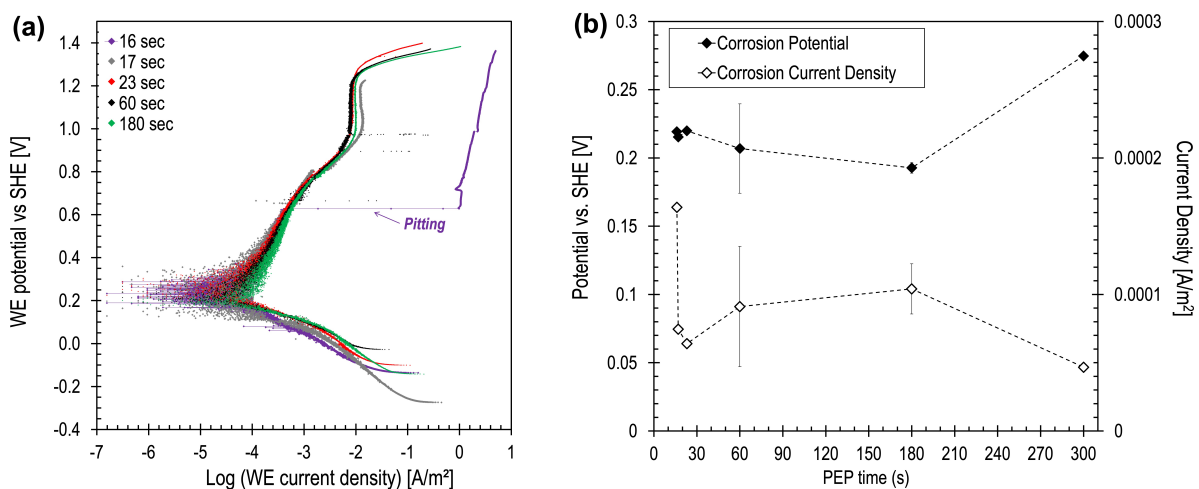 (a)
16 sec
17 sec
23 sec
60 sec
180 sec
Pitting
WE potential vs SHE [V]
1.4
1.2
1.0
0.8
0.6
0.4
0.2
0.0
-0.2
-0.4
-7 -6 -5 -4 -3 -2 -1 0 1
Log (WE current density) [A/m²]
(b)
Corrosion Potential
Corrosion Current Density
Potential vs. SHE [V]
0.3
0.25
0.2
0.15
0.1
0.05
0
0 30 60 90 120 150 180 210 240 270 300
PEP time (s)
0.0003
0.0002
0.0001
0
Current Density [A/m²]